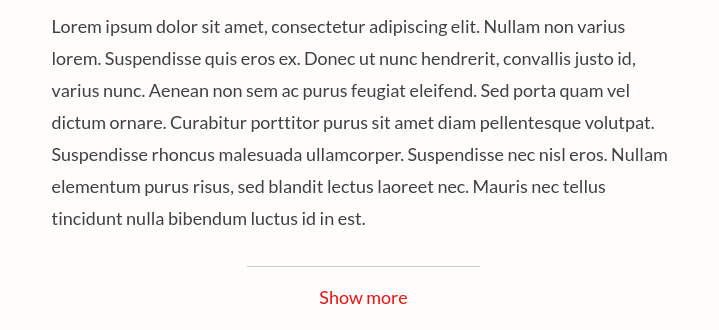 Lorem ipsum dolor sit amet, consectetur adipiscing elit. Nullam non varius
lorem. Suspendisse quis eros ex. Donec ut nunc hendrerit, convallis justo id,
varius nunc. Aenean non sem ac purus feugiat eleifend. Sed porta quam vel
dictum ornare. Curabitur porttitor purus sit amet diam pellentesque volutpat.
Suspendisse rhoncus malesuada ullamcorper. Suspendisse nec nisl eros. Nullam
elementum purus risus, sed blandit lectus laoreet nec. Mauris nec tellus
tincidunt nulla bibendum luctus id in est.
Show more